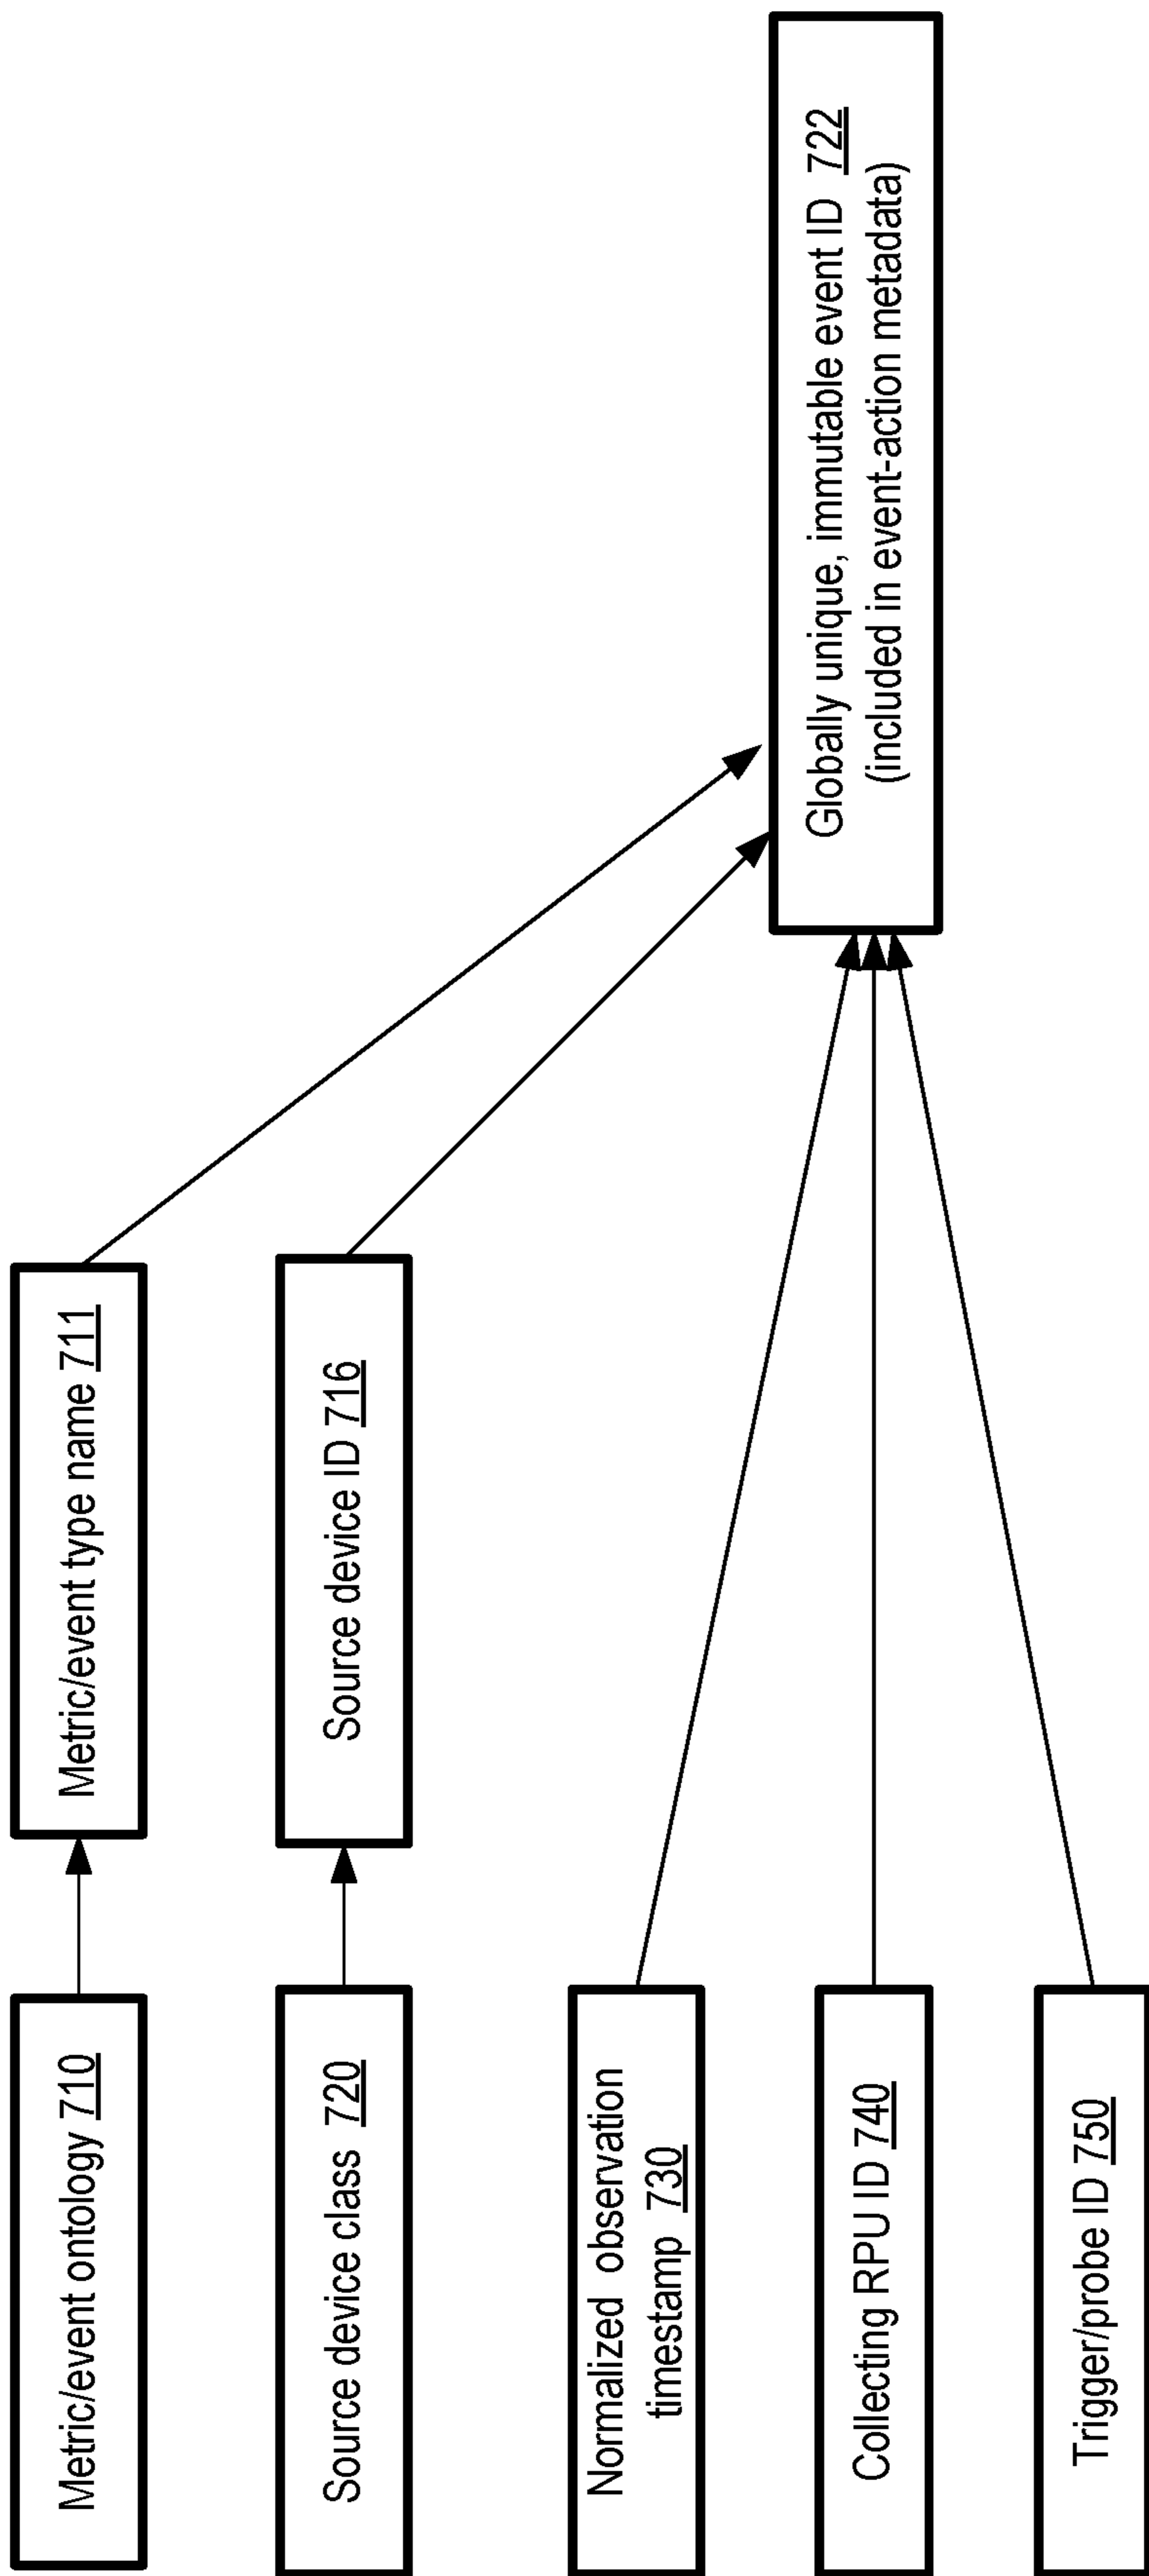 Metric/event ontology 710
Metric/event type name 711
Source device class 720
Source device ID 716
Normalized observation
timestamp 730
Collecting RPU ID 740
Trigger/probe ID 750
Globally unique, immutable event ID 722
(included in event-action metadata)